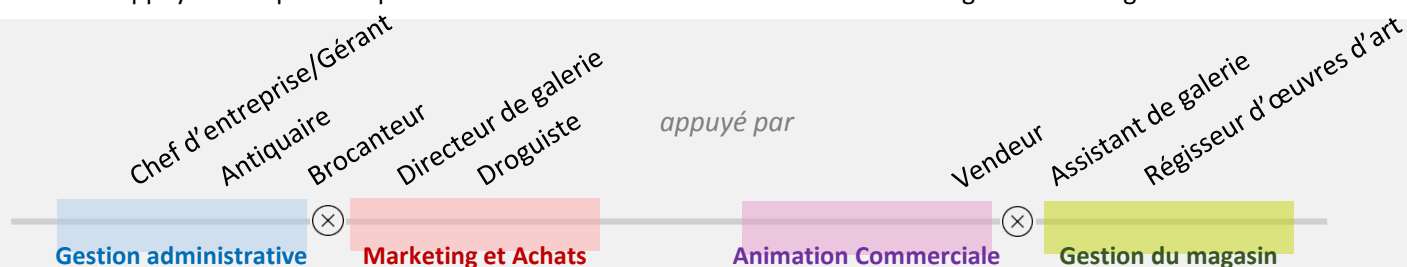 Chef d'entreprise/Gérant
Antiquaire
Brocanteur
Directeur de galerie
Droguiste
appuyé par
Vendeur
Assistant de galerie
Régisseur d'œuvres d'art
Gestion administrative
Marketing et Achats
Animation Commerciale
Gestion du magasin